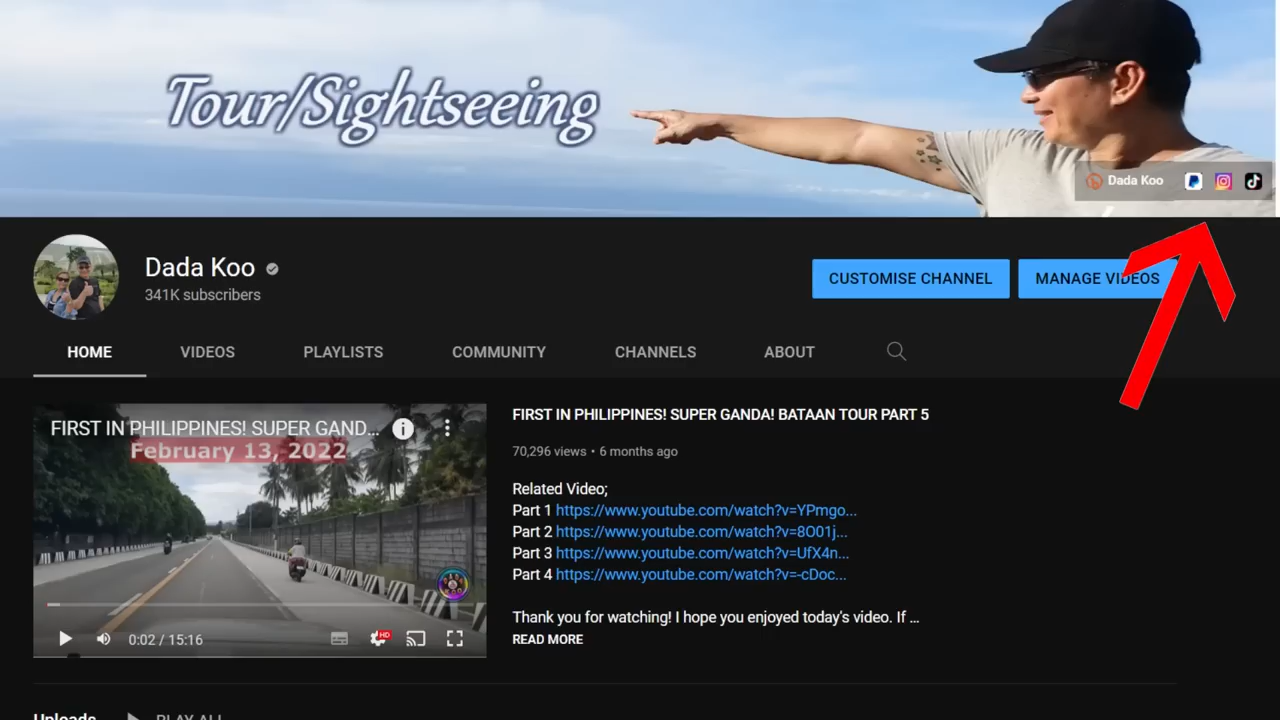 Tour/Sightseeing
Dada Koo
Dada Koo
341K subscribers
CUSTOMISE CHANNEL
MANAGE VIDEOS
HOME
VIDEOS
PLAYLISTS
COMMUNITY
CHANNELS
ABOUT
FIRST IN PHILIPPINES! SUPER GAND...
February 13, 2022
HD
0:02 / 15:16
FIRST IN PHILIPPINES! SUPER GANDA! BATAAN TOUR PART 5
70,296 views • 6 months ago
Related Video;
Part 1 https://www.youtube.com/watch?v=YPmgo...
Part 2 https://www.youtube.com/watch?v=8O01j...
Part 3 https://www.youtube.com/watch?v=UfX4n...
Part 4 https://www.youtube.com/watch?v=-cDoc...
Thank you for watching! I hope you enjoyed today's video. If ...
READ MORE
Uploads
PLAY ALL